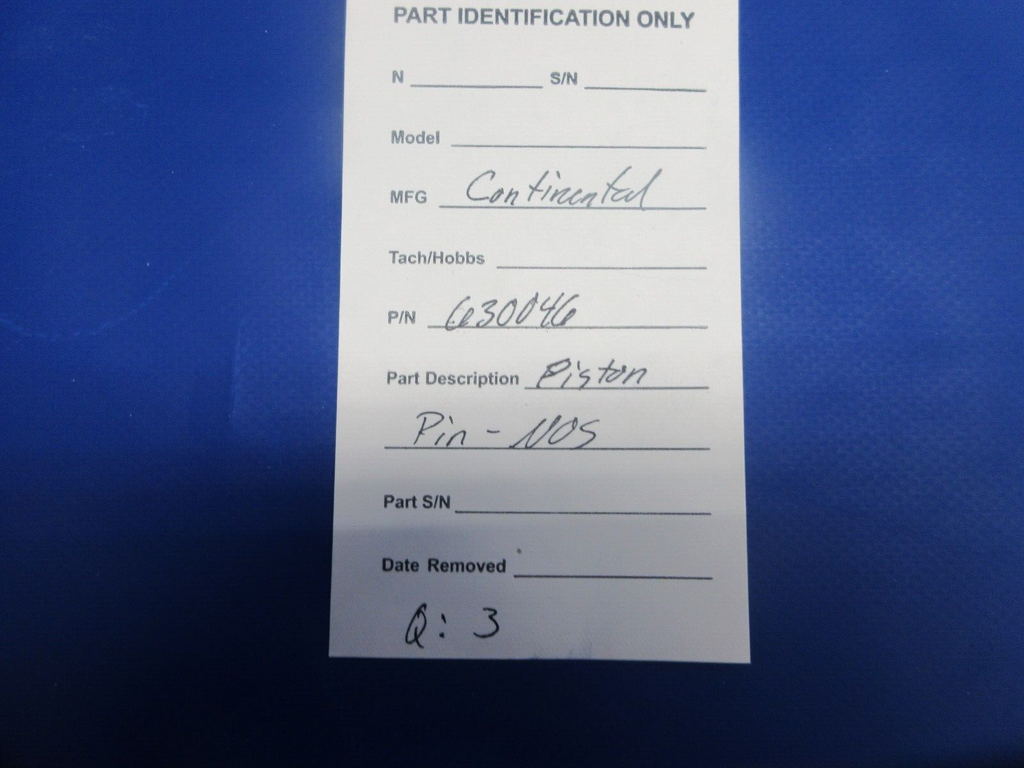 PART IDENTIFICATION ONLY
N S/N
Model
MFG Continental
Tach/Hobbs
P/N 630046
Part Description Piston
Pin - NOS
Part S/N
Date Removed
Q: 3